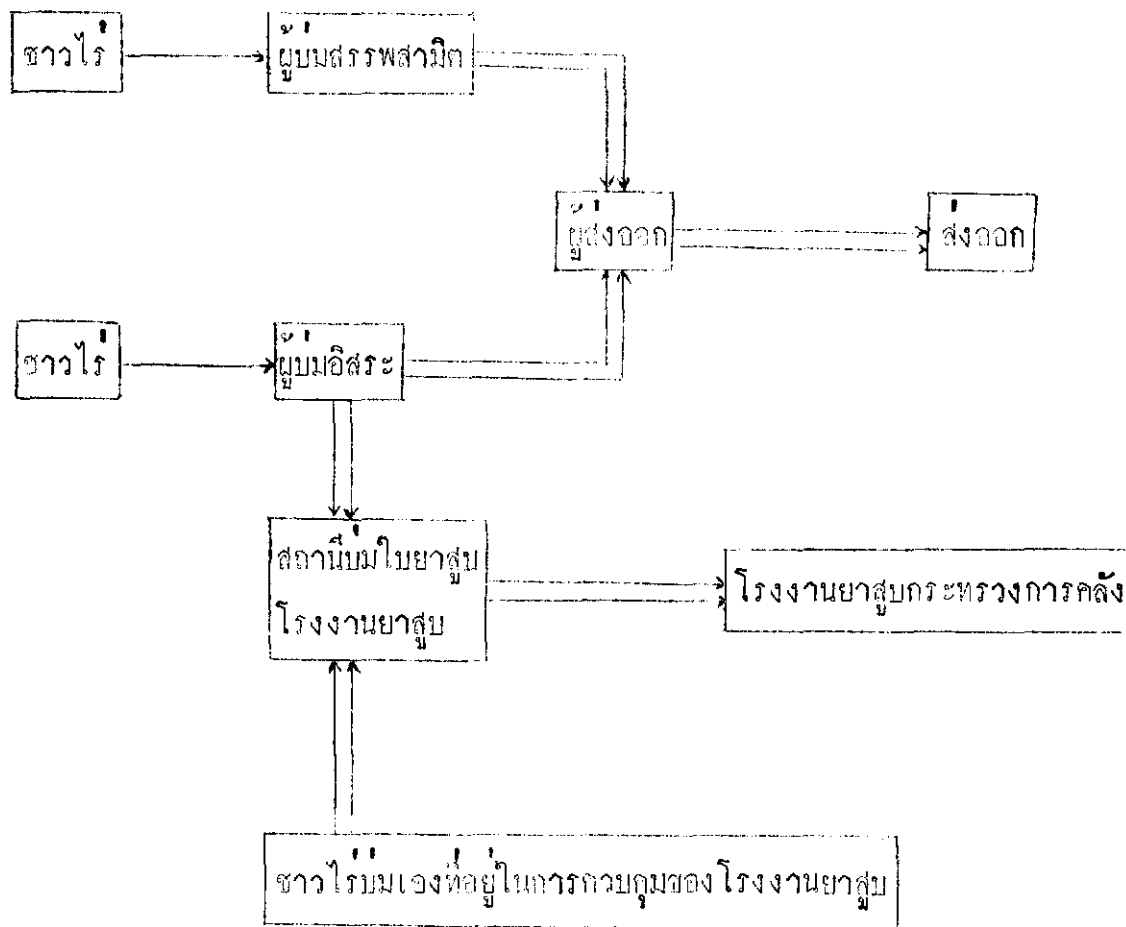 ชาวไร่
ผู้บ่มสรรพสามิต
ผู้ส่งออก
ส่งออก
ชาวไร่
ผู้บ่มอิสระ
สถานีบ่มใบยาสูบ
โรงงานยาสูบ
โรงงานยาสูบกระทรวงการคลัง
ชาวไร่บ่มเองที่อยู่ในการควบคุมของโรงงานยาสูบ